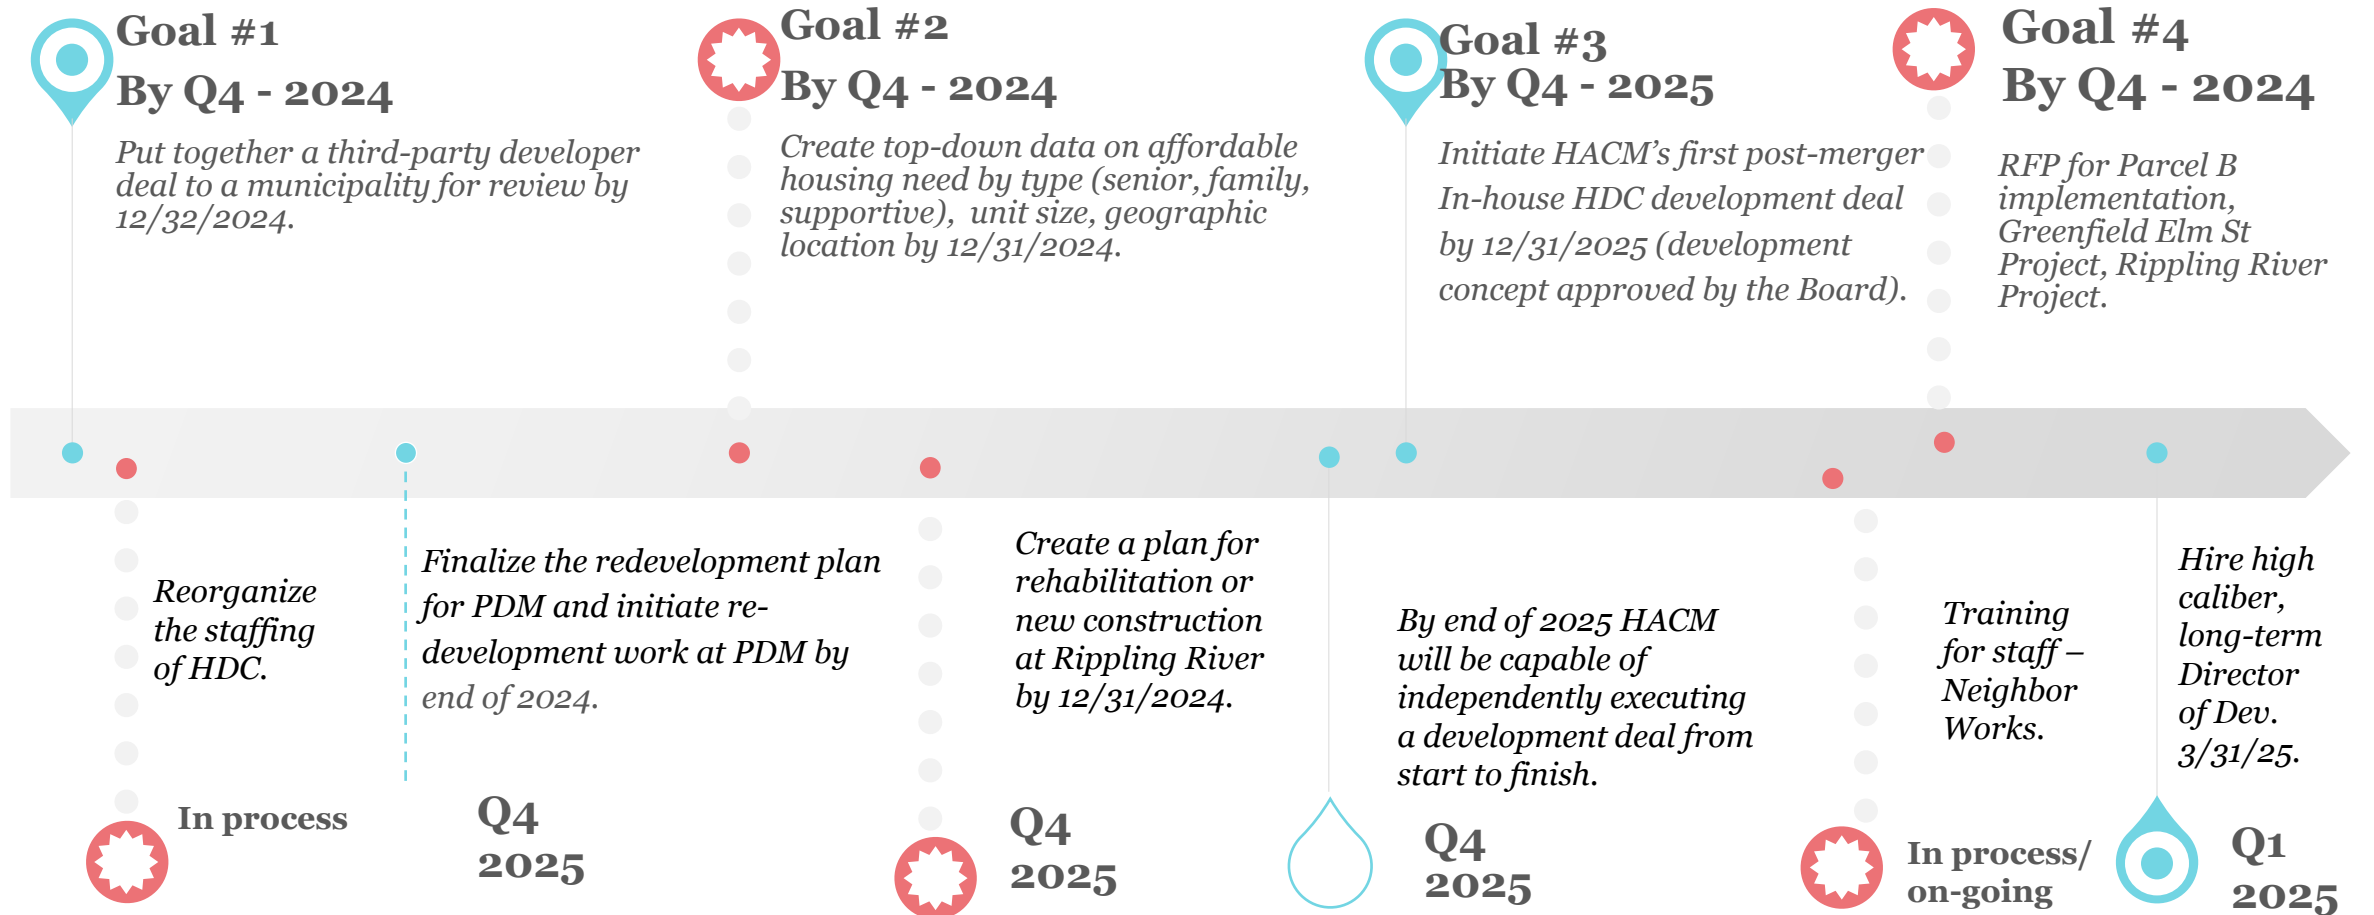 Goal #1
By Q4 - 2024
Put together a third-party developer
deal to a municipality for review by
12/32/2024.
Goal #2
By Q4 - 2024
Create top-down data on affordable
housing need by type (senior, family,
supportive), unit size, geographic
location by 12/31/2024.
Goal #3
By Q4 - 2025
Initiate HACM’s first post-merger
In-house HDC development deal
by 12/31/2025 (development
concept approved by the Board).
Goal #4
By Q4 - 2024
RFP for Parcel B
implementation,
Greenfield Elm St
Project, Rippling River
Project.
Reorganize
the staffing
of HDC.
In process
Finalize the redevelopment plan
for PDM and initiate re-
development work at PDM by
end of 2024.
Q4
2025
Create a plan for
rehabilitation or
new construction
at Rippling River
by 12/31/2024.
Q4
2025
By end of 2025 HACM
will be capable of
independently executing
a development deal from
start to finish.
Q4
2025
Training
for staff –
Neighbor
Works.
In process/
on-going
Hire high
caliber,
long-term
Director
of Dev.
3/31/25.
Q1
2025